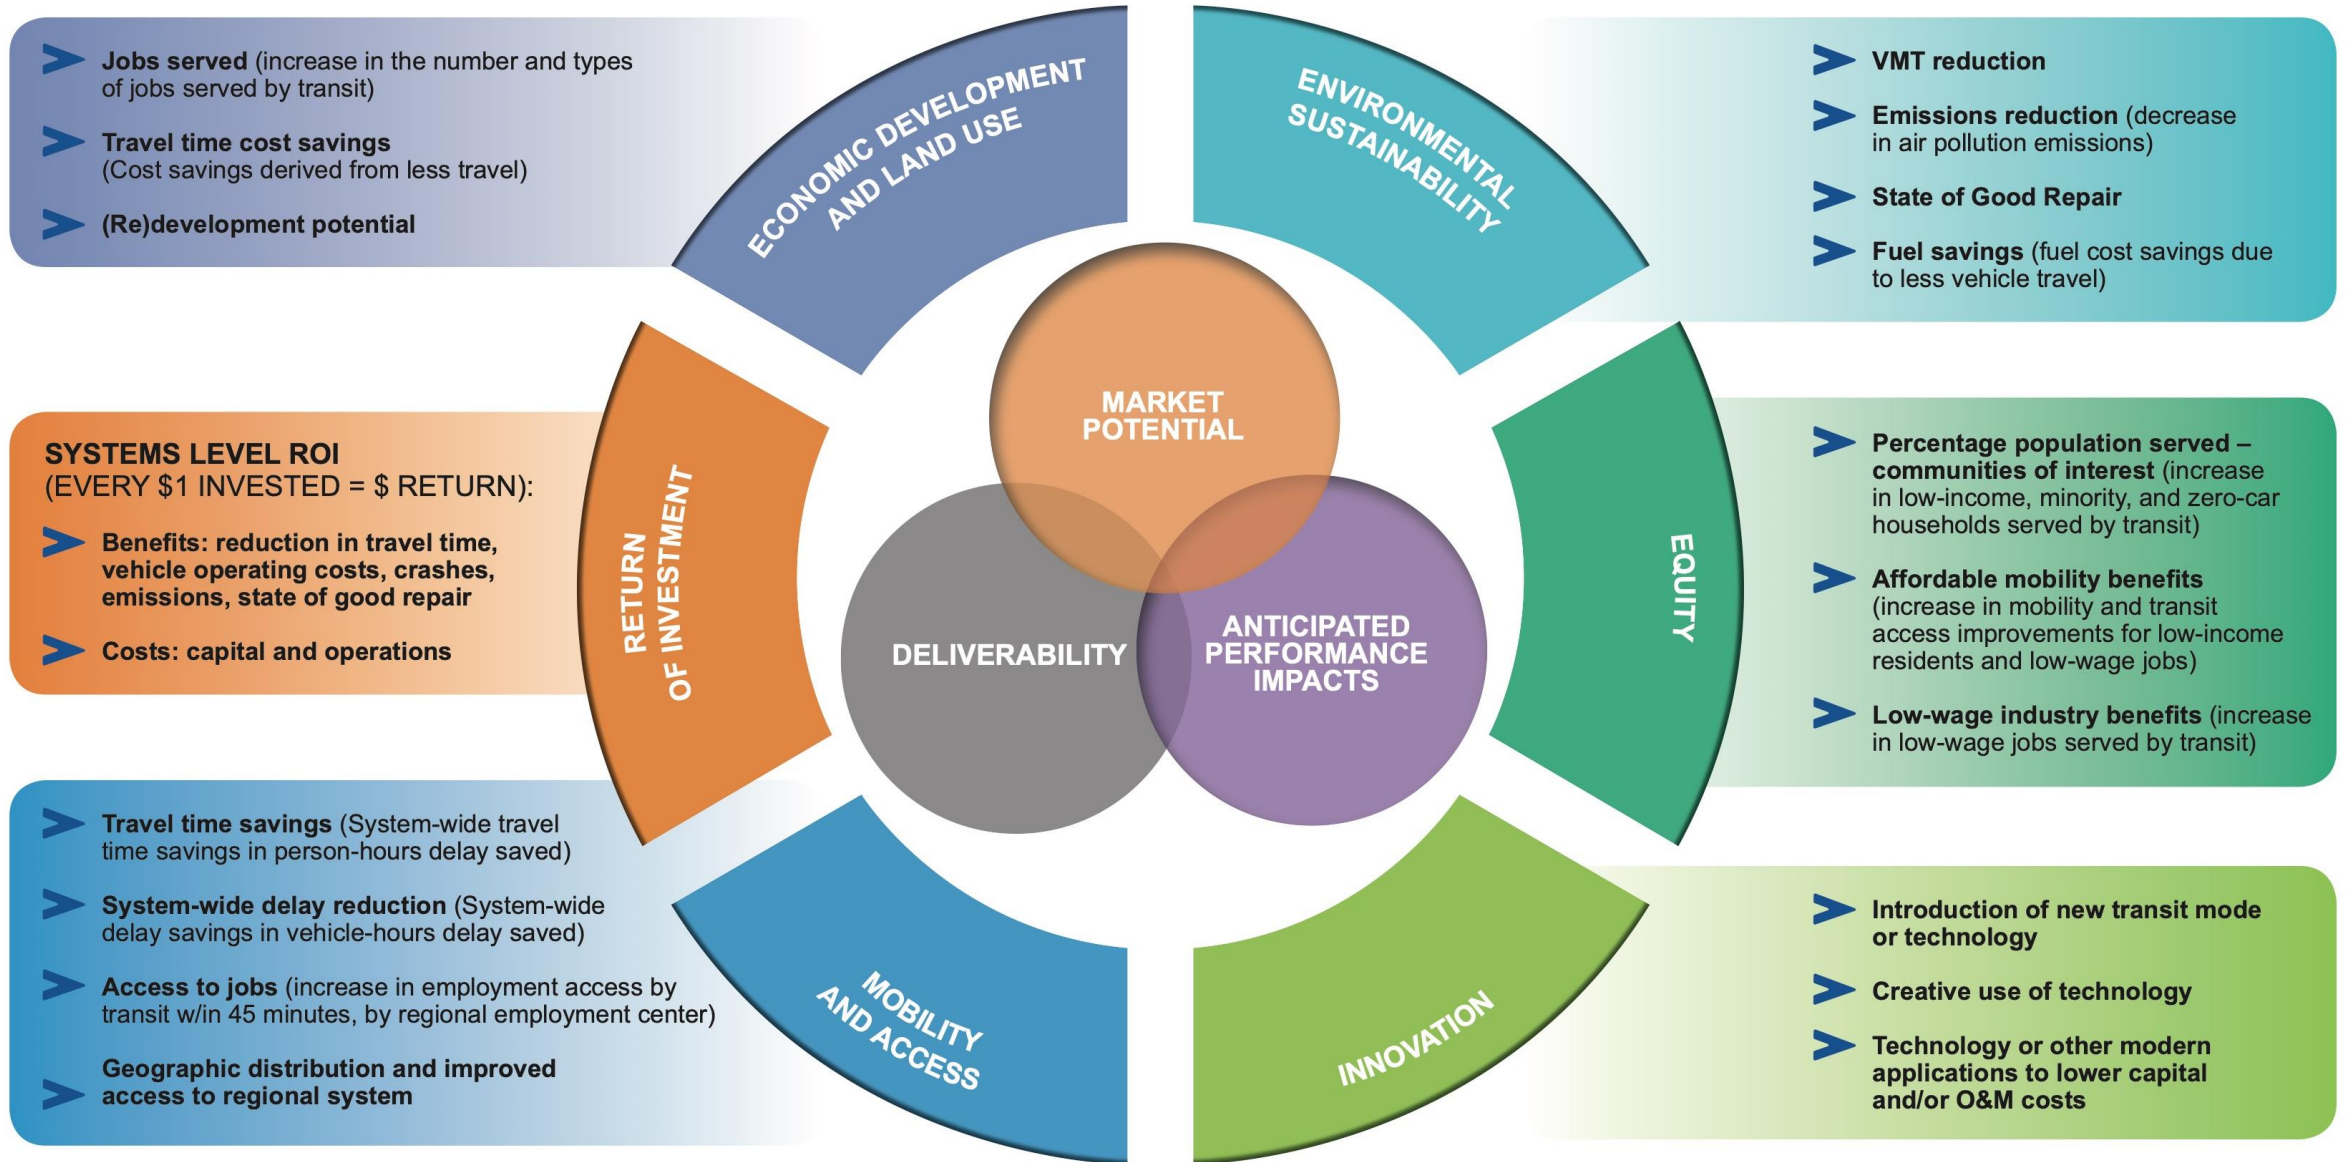 Jobs served (increase in the number and types
of jobs served by transit)
Travel time cost savings
(Cost savings derived from less travel)
(Re)development potential
ECONOMIC DEVELOPMENT
AND LAND USE
ENVIRONMENTAL
SUSTAINABILITY
VMT reduction
Emissions reduction (decrease
in air pollution emissions)
State of Good Repair
Fuel savings (fuel cost savings due
to less vehicle travel)
SYSTEMS LEVEL ROI
(EVERY $1 INVESTED = $ RETURN):
Benefits: reduction in travel time,
vehicle operating costs, crashes,
emissions, state of good repair
Costs: capital and operations
RETURN
OF INVESTMENT
MARKET
POTENTIAL
DELIVERABILITY
ANTICIPATED
PERFORMANCE
IMPACTS
EQUITY
Percentage population served –
communities of interest (increase
in low-income, minority, and zero-car
households served by transit)
Affordable mobility benefits
(increase in mobility and transit
access improvements for low-income
residents and low-wage jobs)
Low-wage industry benefits (increase
in low-wage jobs served by transit)
Travel time savings (System-wide travel
time savings in person-hours delay saved)
System-wide delay reduction (System-wide
delay savings in vehicle-hours delay saved)
Access to jobs (increase in employment access by
transit w/in 45 minutes, by regional employment center)
Geographic distribution and improved
access to regional system
MOBILITY
AND ACCESS
INNOVATION
Introduction of new transit mode
or technology
Creative use of technology
Technology or other modern
applications to lower capital
and/or O&M costs